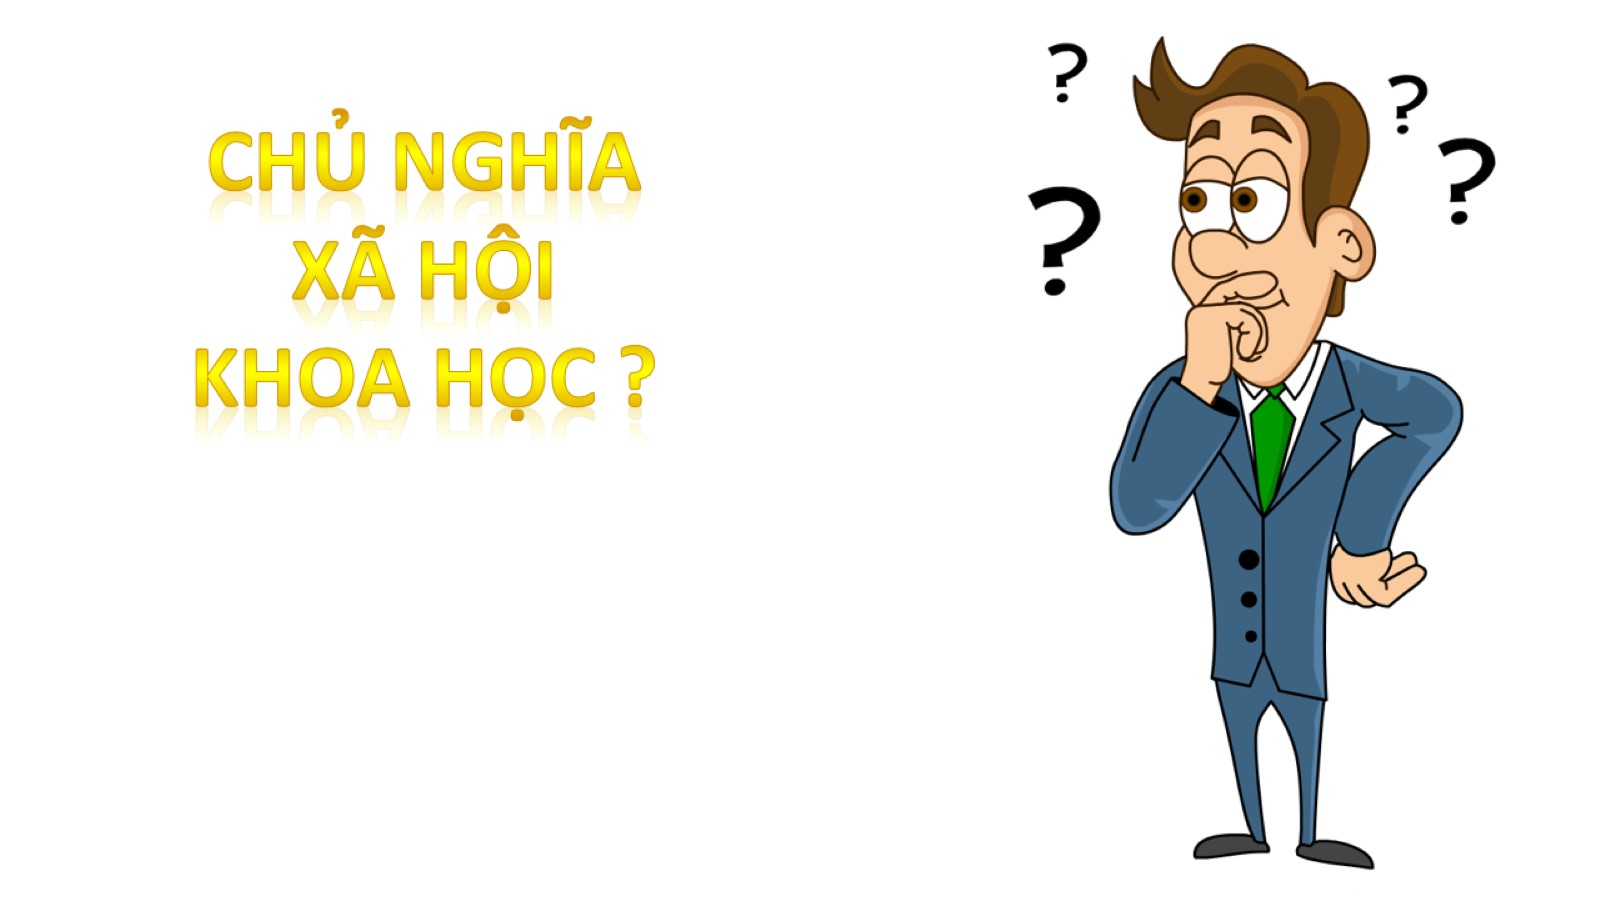 CHỦ NGHĨA
XÃ HỘI
KHOA HỌC ?
? ? ? ?